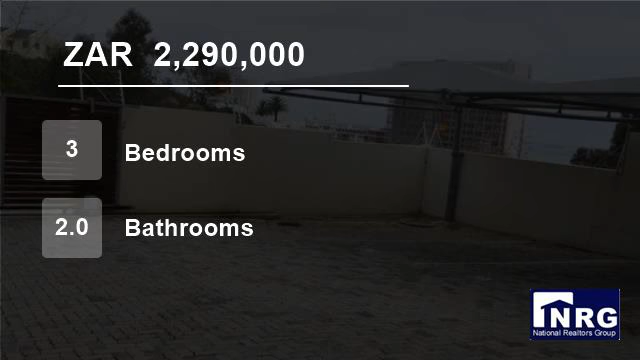 ZAR 2,290,000
3 Bedrooms
2.0 Bathrooms
NRG
National Realtors Group